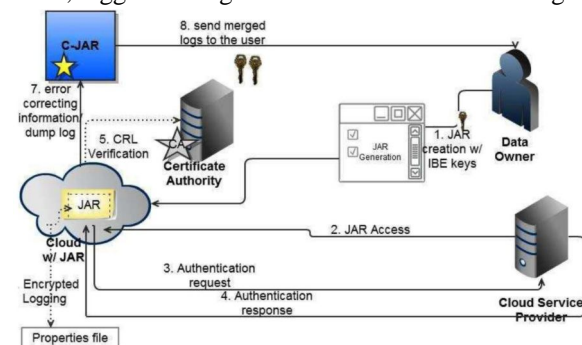 8. send merged
logs to the user
C-JAR
7. error
correcting
information/
dump log
5. CRL
Verification
CA
Certificate
Authority
JAR
Generation
1. JAR
creation w/
IBE keys
Data
Owner
JAR
Cloud
w/ JAR
2. JAR Access
3. Authentication
request
4. Authentication
response
Encrypted
Logging
Cloud Service
Provider
Properties file